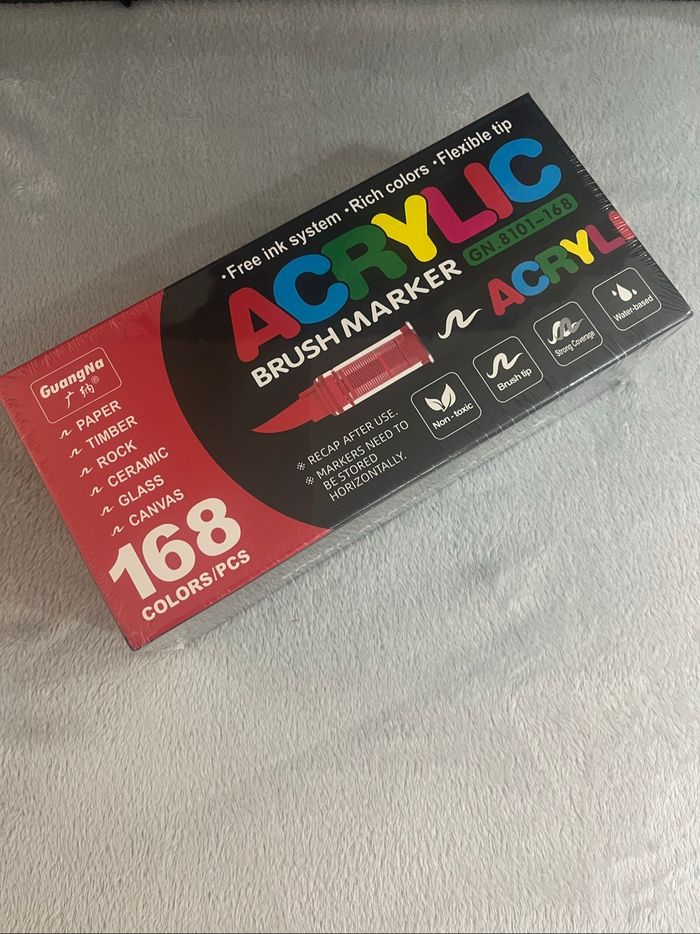 ·Free ink system ·Rich colors ·Flexible tip
ACRYLIC
BRUSH MARKER
GN.8101-168
ACRYLI
GuangNa
广纳®
PAPER
TIMBER
ROCK
CERAMIC
GLASS
CANVAS
168
COLORS/PCS
※ RECAP AFTER USE.
※ MARKERS NEED TO
BE STORED
HORIZONTALLY.
Non-toxic
Brush tip
Strong Coverage
Water-based